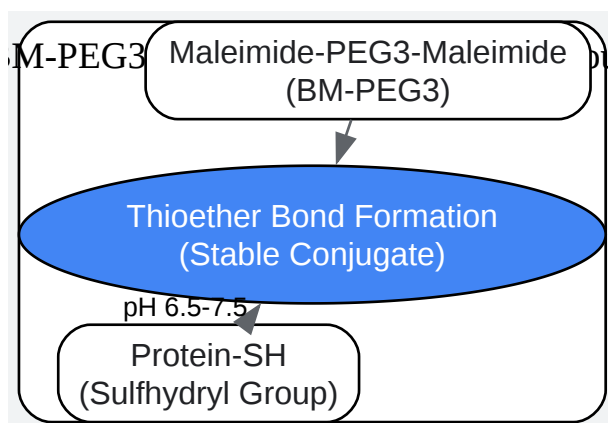 BM-PEG3
Maleimide-PEG3-Maleimide
(BM-PEG3)
Thioether Bond Formation
(Stable Conjugate)
pH 6.5-7.5
Protein-SH
(Sulfhydryl Group)